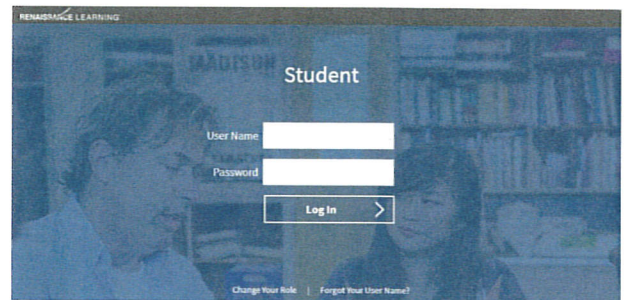 RENAISSANCE LEARNING
MADISON
Student
User Name
Password
Log In
Change Your Role | Forgot Your User Name?